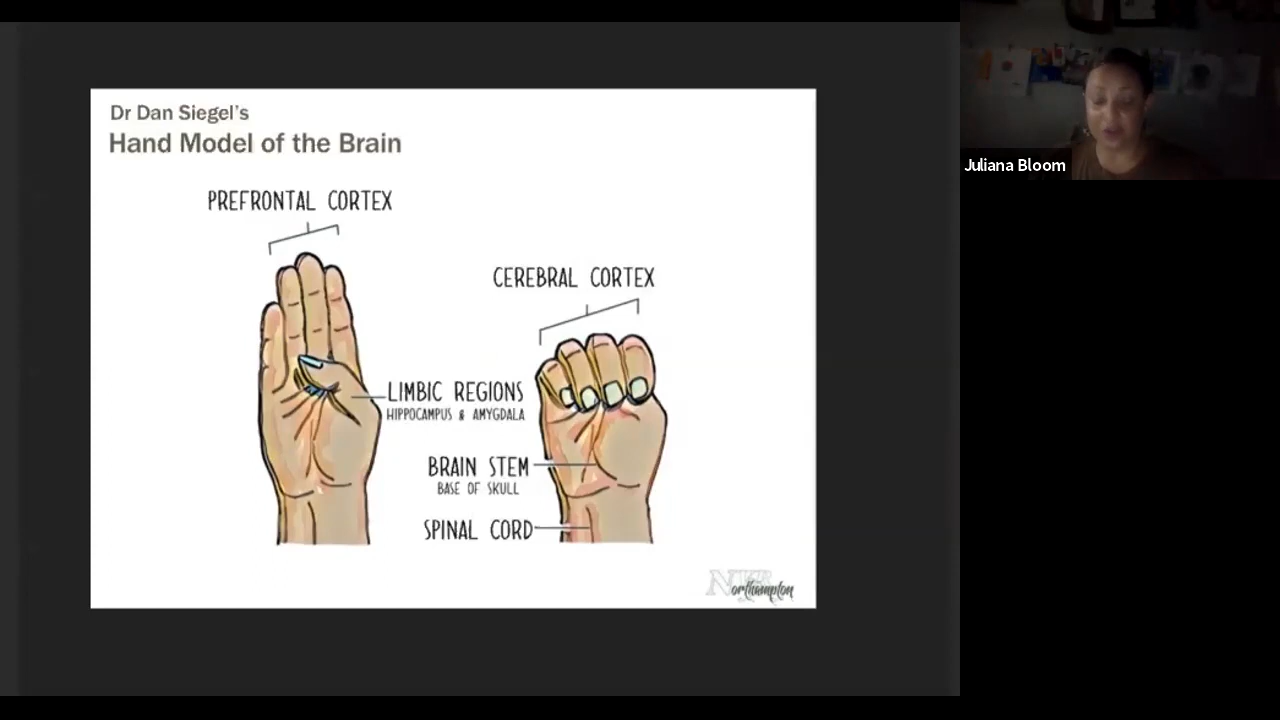 Dr Dan Siegel's
Hand Model of the Brain
PREFRONTAL CORTEX
CEREBRAL CORTEX
LIMBIC REGIONS
HIPPOCAMPUS & AMYGDALA
BRAIN STEM
BASE OF SKULL
SPINAL CORD
Northampton
Juliana Bloom